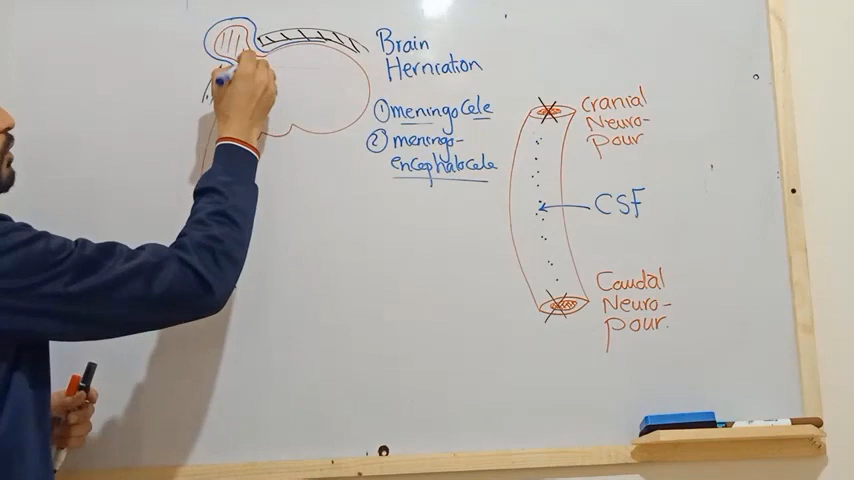 Brain
Herniation
① meningocele
② meningo-
encephalocele
Cranial
Neuro-
pour
CSF
Caudal
Neuro-
pour.